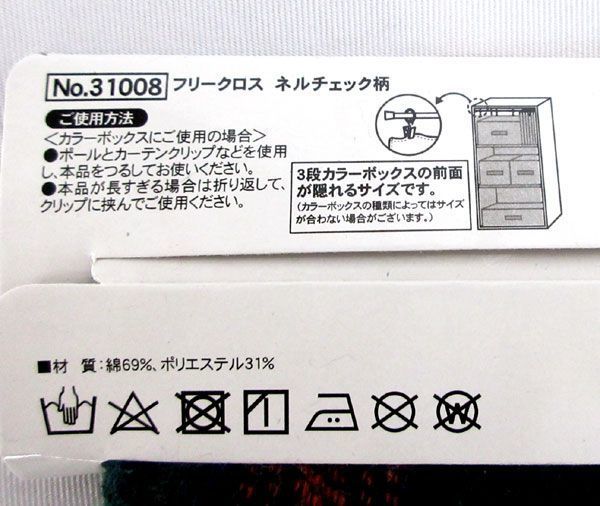 No.31008 フリークロス ネルチェック柄
ご使用方法
<カラーボックスにご使用の場合>
●ポールとカーテンクリップなどを使用
し、本品をつるしてお使いください。
●本品が長すぎる場合は折り返して、
クリップに挟んでご使用ください。
3段カラーボックスの前面
が隠れるサイズです。
(カラーボックスの種類によってはサイズ
が合わない場合がございます。)
■材 質:綿69%、ポリエステル31%
W